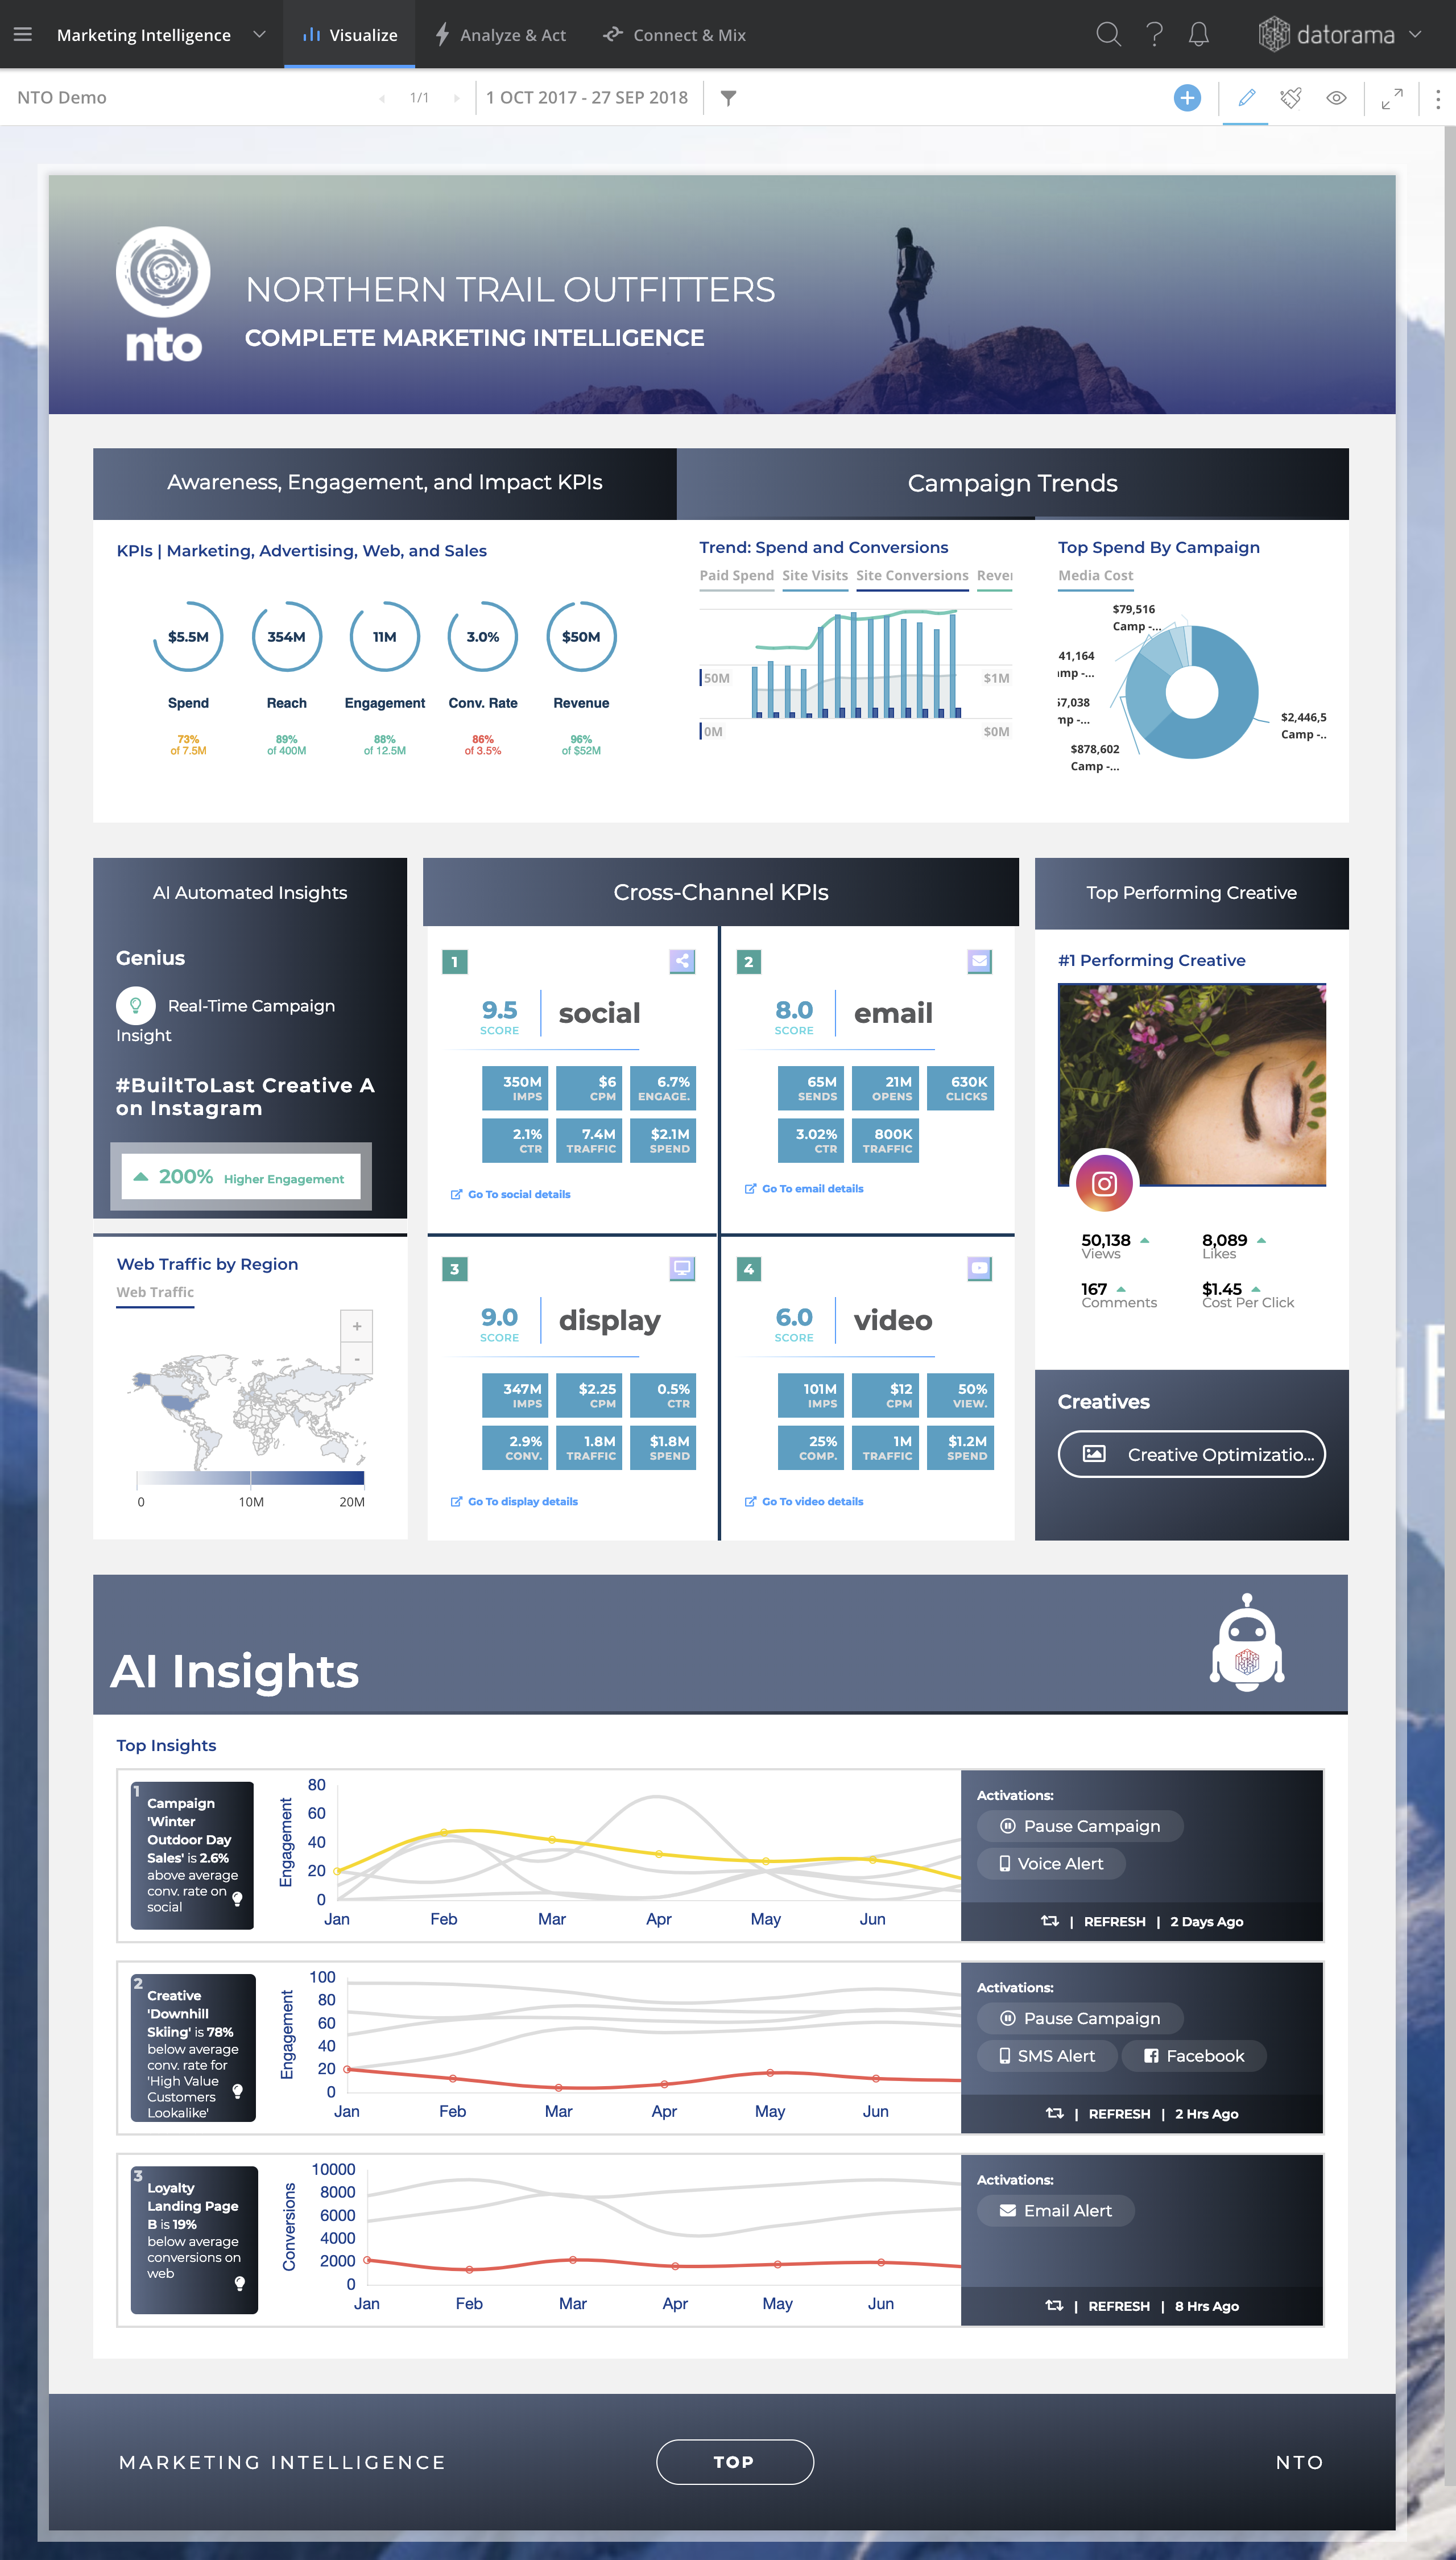 Marketing Intelligence
Visualize
Analyze & Act
Connect & Mix
datorama
NTO Demo
1/1
1 OCT 2017 - 27 SEP 2018
nto
NORTHERN TRAIL OUTFITTERS
COMPLETE MARKETING INTELLIGENCE
Awareness, Engagement, and Impact KPIs
KPIs | Marketing, Advertising, Web, and Sales
$5.5M
354M
11M
3.0%
$50M
Spend
Reach
Engagement
Conv. Rate
Revenue
73%
of 7.5M
89%
of 400M
88%
of 12.5M
86%
of 3.5%
96%
of $52M
Campaign Trends
Trend: Spend and Conversions
Paid Spend
Site Visits
Site Conversions
Rever
50M
$1M
0M
$0M
Top Spend By Campaign
Media Cost
$79,516
Camp -...
41,164
mp -...
57,038
mp -...
$878,602
Camp -...
$2,446,5
Camp -..
AI Automated Insights
Genius
Real-Time Campaign
Insight
#BuiltToLast Creative A
on Instagram
200% Higher Engagement
Web Traffic by Region
Web Traffic
+
-
0
10M
20M
Cross-Channel KPIs
1
9.5
SCORE
social
350M
IMPS
$6
CPM
6.7%
ENGAGE.
2.1%
CTR
7.4M
TRAFFIC
$2.1M
SPEND
Go To social details
2
8.0
SCORE
email
65M
SENDS
21M
OPENS
630K
CLICKS
3.02%
CTR
800K
TRAFFIC
Go To email details
3
9.0
SCORE
display
347M
IMPS
$2.25
CPM
0.5%
CTR
2.9%
CONV.
1.8M
TRAFFIC
$1.8M
SPEND
Go To display details
4
6.0
SCORE
video
101M
IMPS
$12
CPM
50%
VIEW.
25%
COMP.
1M
TRAFFIC
$1.2M
SPEND
Go To video details
Top Performing Creative
#1 Performing Creative
50,138
Views
8,089
Likes
167
Comments
$1.45
Cost Per Click
Creatives
Creative Optimizatio...
AI Insights
Top Insights
1
Campaign
'Winter
Outdoor Day
Sales' is 2.6%
above average
conv. rate on
social
Engagement
80
60
40
20
0
Jan
Feb
Mar
Apr
May
Jun
Activations:
Pause Campaign
Voice Alert
| REFRESH | 2 Days Ago
2
Creative
'Downhill
Skiing' is 78%
below average
conv. rate for
'High Value
Customers
Lookalike'
Engagement
100
80
60
40
20
0
Jan
Feb
Mar
Apr
May
Jun
Activations:
Pause Campaign
SMS Alert
Facebook
| REFRESH | 2 Hrs Ago
3
Loyalty
Landing Page
B is 19%
below average
conversions on
web
Conversions
10000
8000
6000
4000
2000
0
Jan
Feb
Mar
Apr
May
Jun
Activations:
Email Alert
| REFRESH | 8 Hrs Ago
MARKETING INTELLIGENCE
TOP
NTO